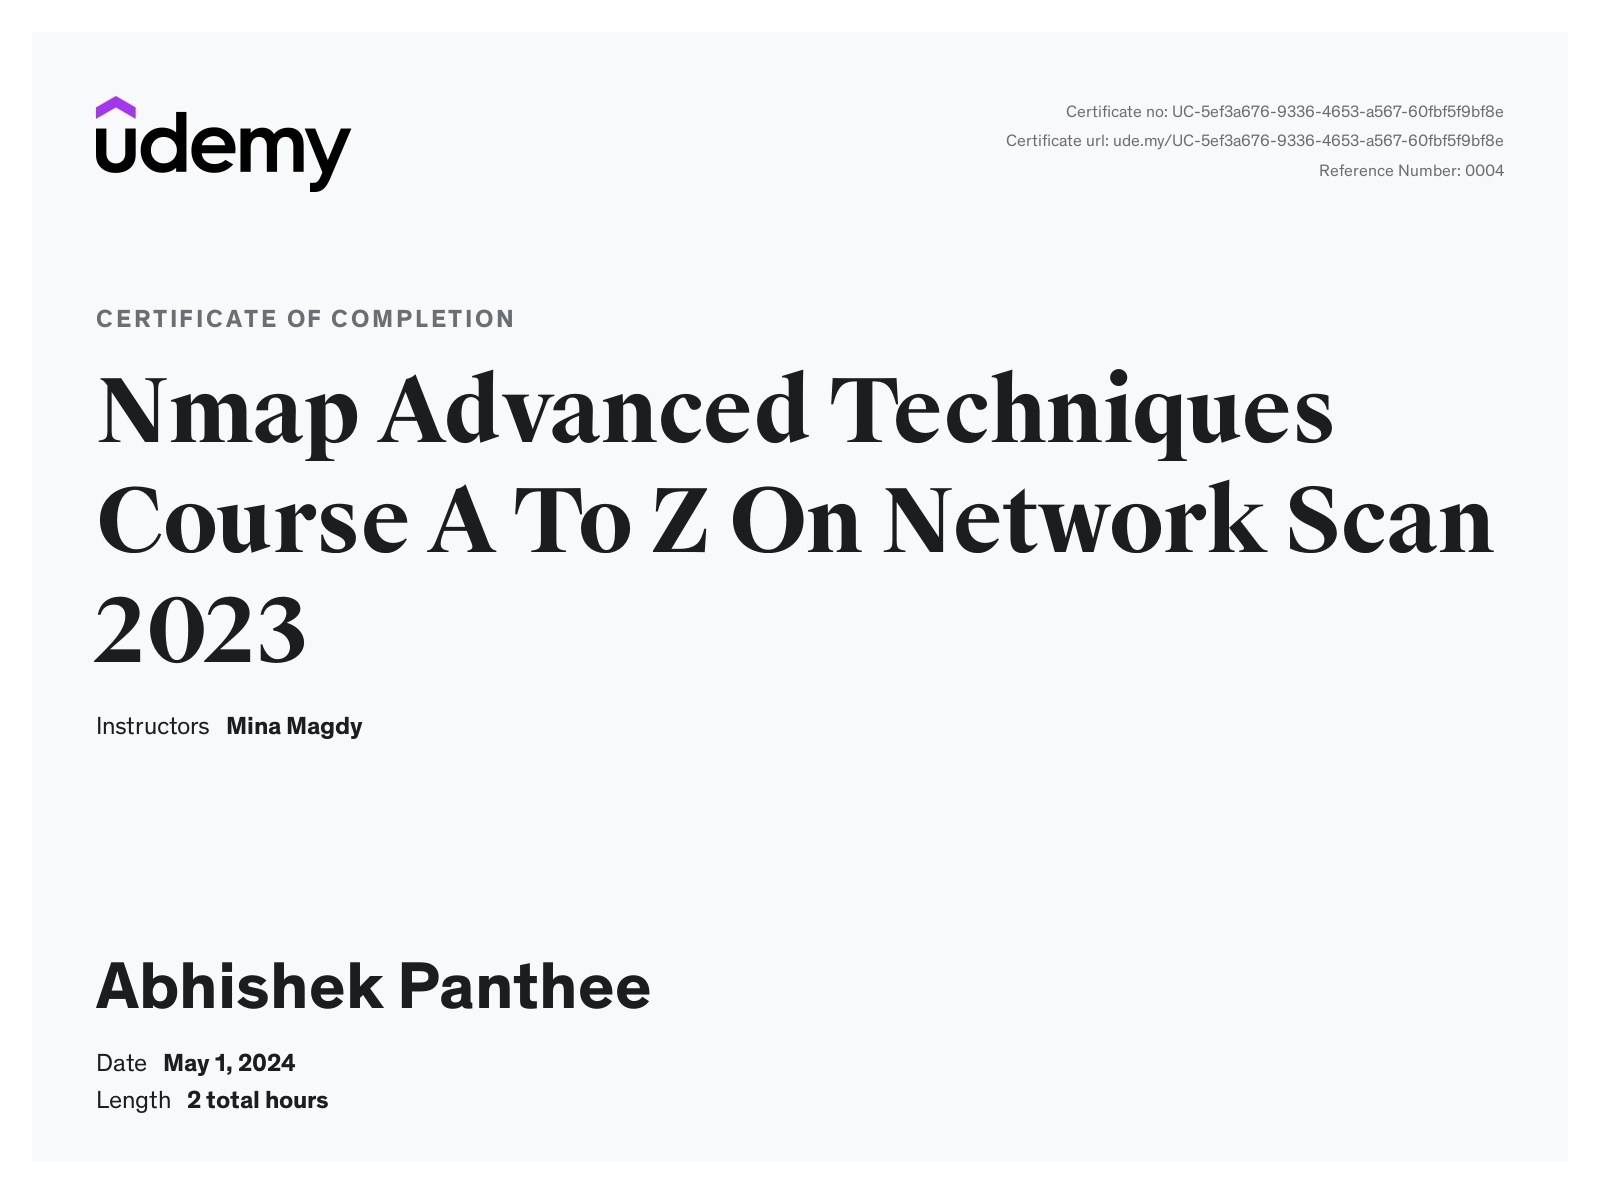 udemy
Certificate no: UC-5ef3a676-9336-4653-a567-60fbf5f9bf8e
Certificate url: ude.my/UC-5ef3a676-9336-4653-a567-60fbf5f9bf8e
Reference Number: 0004
CERTIFICATE OF COMPLETION
Nmap Advanced Techniques
Course A To Z On Network Scan
2023
Instructors Mina Magdy
Abhishek Panthee
Date May 1, 2024
Length 2 total hours